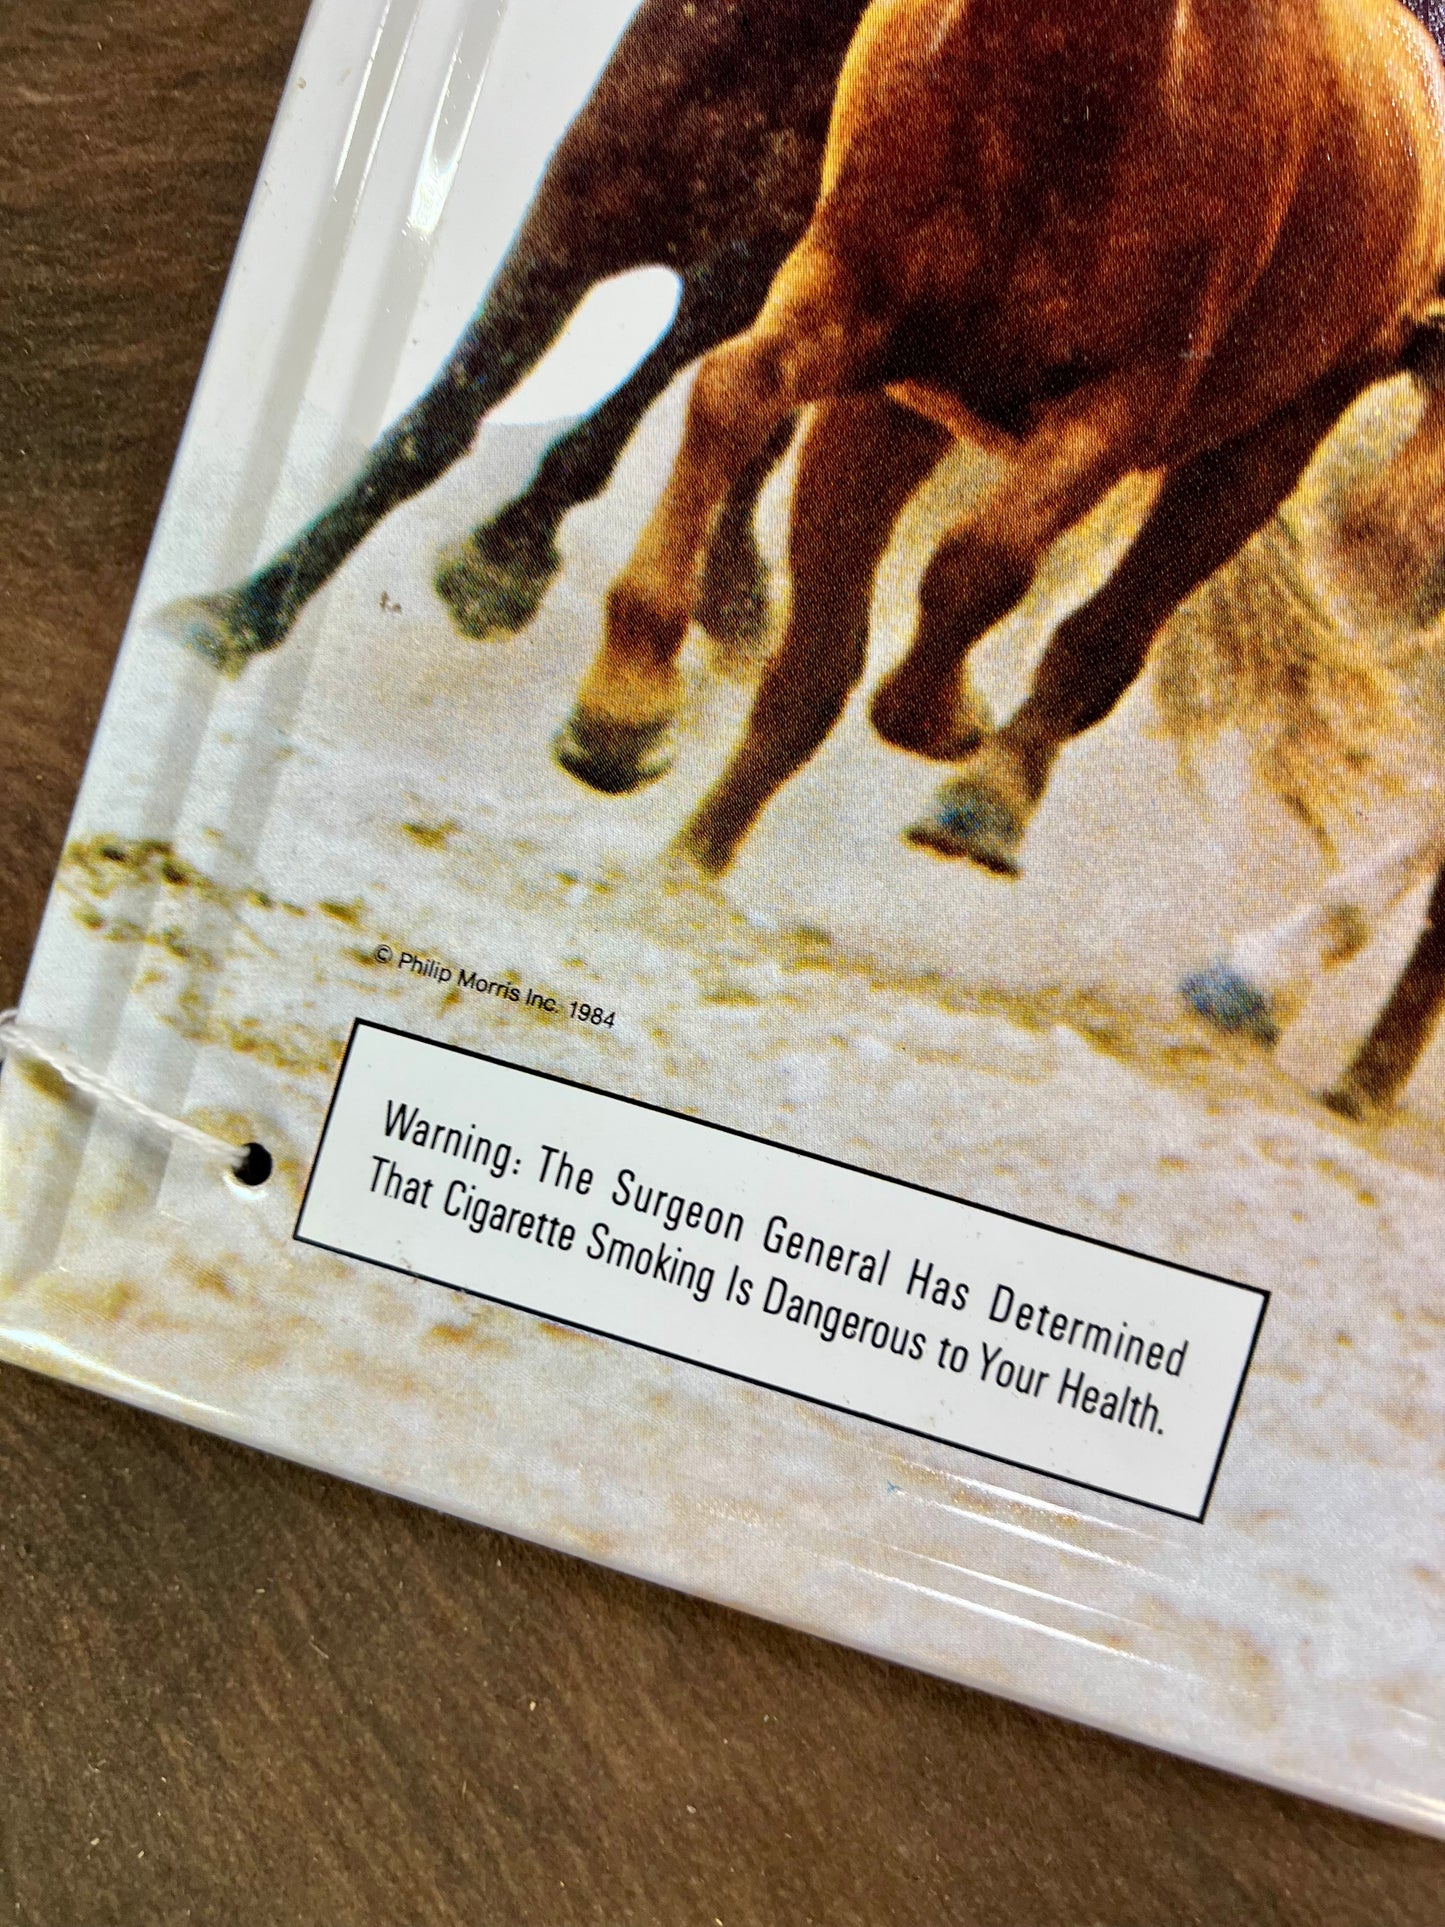 © Philip Morris Inc. 1984
Warning: The Surgeon General Has Determined
That Cigarette Smoking Is Dangerous to Your Health.